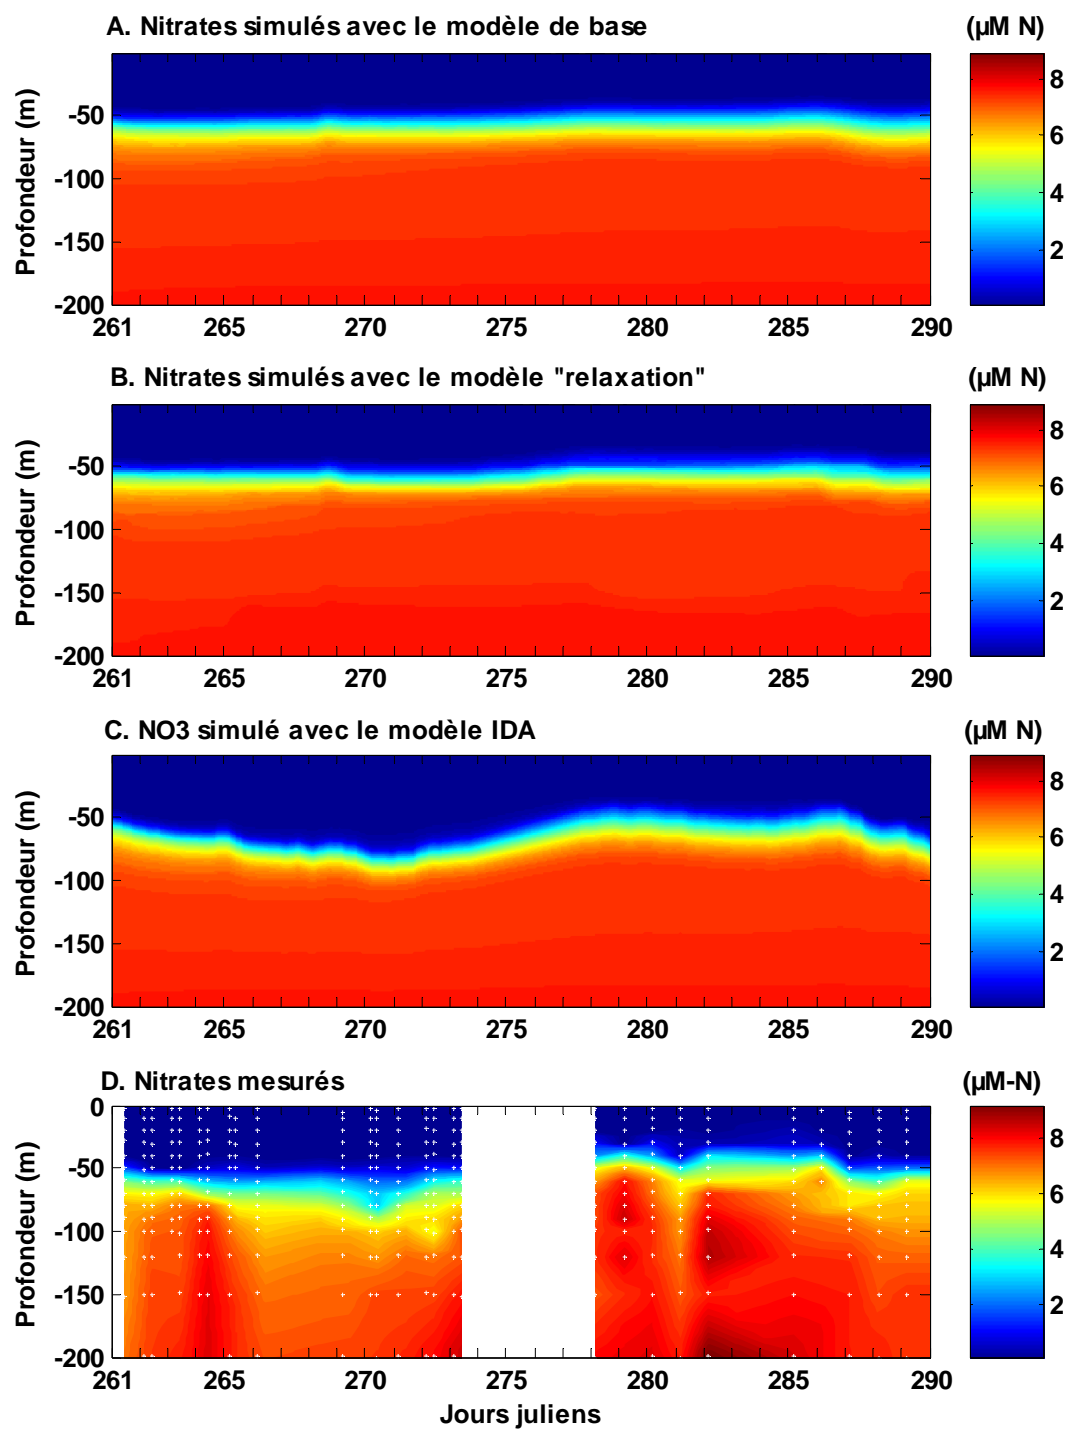 A. Nitrates simulés avec le modèle de base (µM N)
Profondeur (m)
-50
-100
-150
-200
261 265 270 275 280 285 290
8
6
4
2
B. Nitrates simulés avec le modèle "relaxation" (µM N)
Profondeur (m)
-50
-100
-150
-200
261 265 270 275 280 285 290
8
6
4
2
C. NO3 simulé avec le modèle IDA (µM N)
Profondeur (m)
-50
-100
-150
-200
261 265 270 275 280 285 290
8
6
4
2
D. Nitrates mesurés (µM-N)
Profondeur (m)
0
-50
-100
-150
-200
261 265 270 275 280 285 290
8
6
4
2
Jours juliens